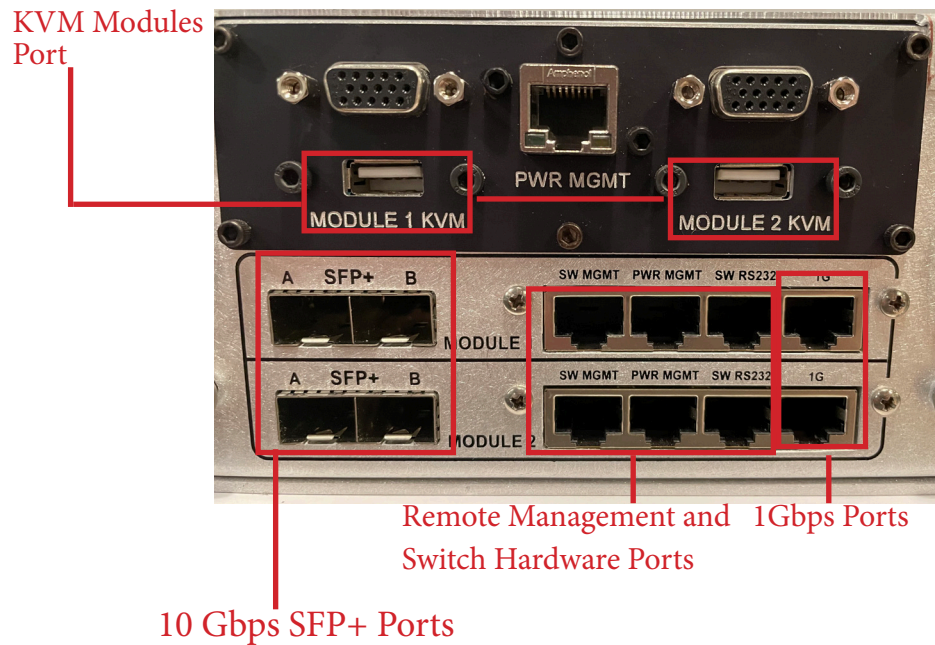 KVM Modules
Port
Amphenol
PWR MGMT
MODULE 1 KVM
MODULE 2 KVM
A SFP+ B
SW MGMT PWR MGMT SW RS232 1G
MODULE
A SFP+ B
SW MGMT PWR MGMT SW RS232 1G
MODULE 2
Remote Management and
Switch Hardware Ports
1Gbps Ports
10 Gbps SFP+ Ports